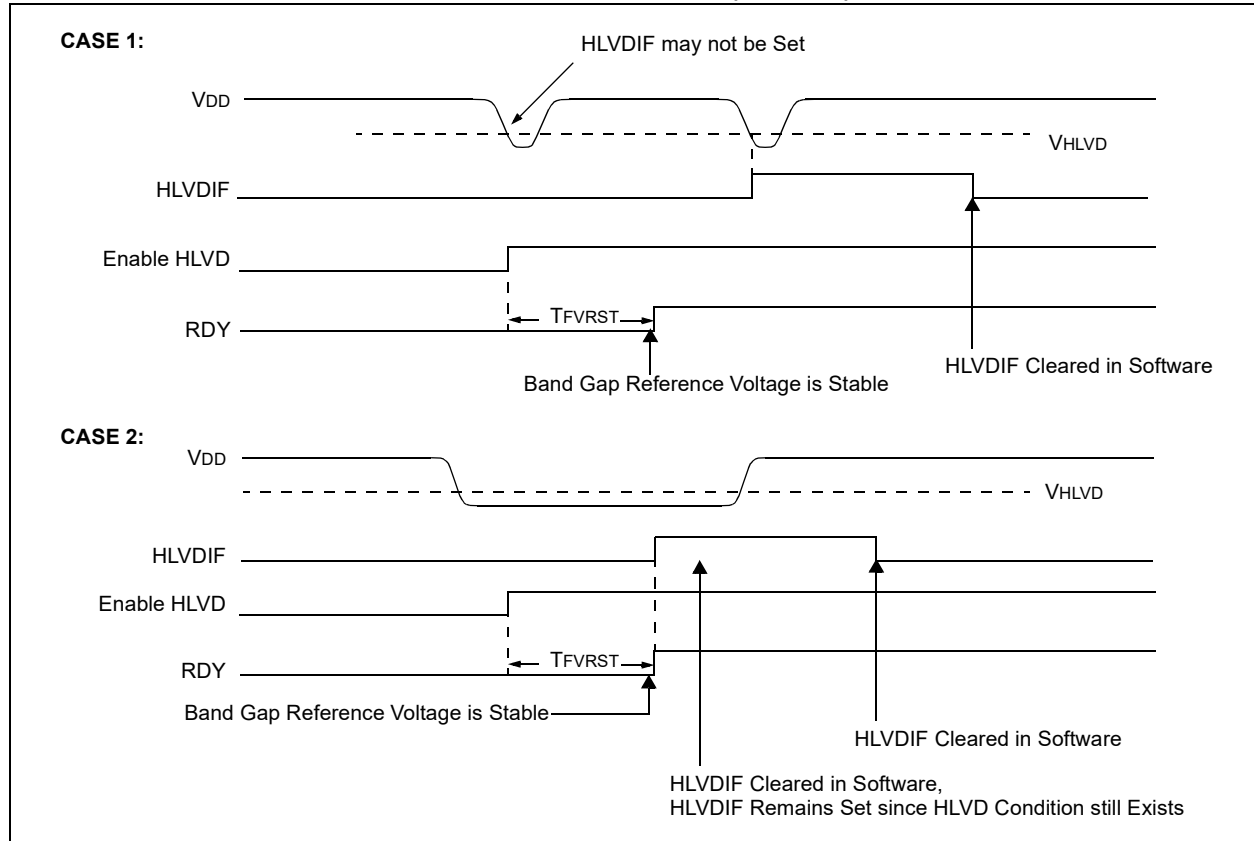 CASE 1:
HLVDIF may not be Set
VDD
VHLVD
HLVDIF
Enable HLVD
TFVRST
RDY
HLVDIF Cleared in Software
Band Gap Reference Voltage is Stable
CASE 2:
VDD
VHLVD
HLVDIF
Enable HLVD
TFVRST
RDY
Band Gap Reference Voltage is Stable
HLVDIF Cleared in Software
HLVDIF Cleared in Software,
HLVDIF Remains Set since HLVD Condition still Exists